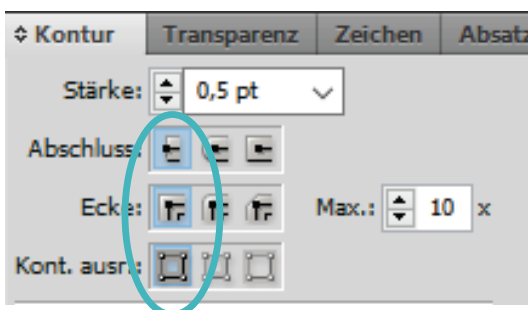 Kontur Transparenz Zeichen Absatz
Stärke: 0,5 pt
Abschluss:
Ecke: Max.: 10 x
Kont. ausr.: